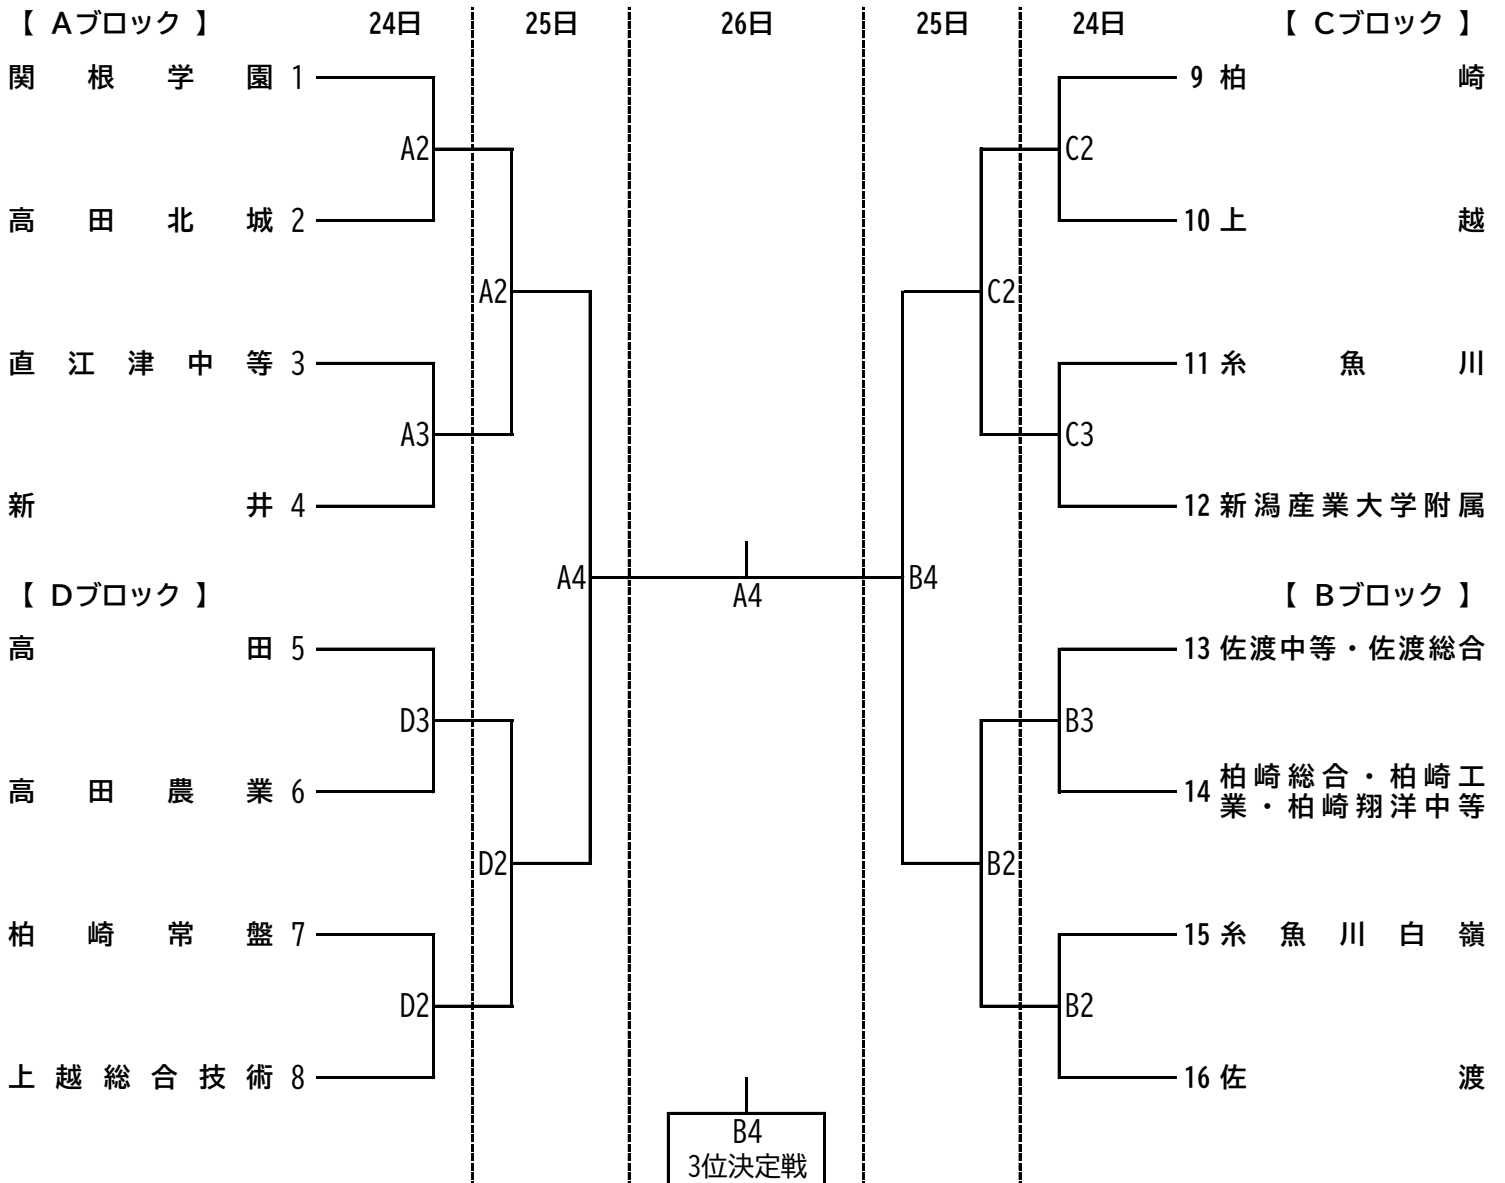 【 Aブロック 】 24日 25日 26日 25日 24日 【 Cブロック 】
関根学園 1
9 柏崎
A2
C2
高田北城 2
10 上越
A2
C2
直江津中等 3
11 糸魚川
A3
C3
新井 4
12 新潟産業大学附属
A4
A4
B4
【 Dブロック 】
【 Bブロック 】
高田 5
13 佐渡中等・佐渡総合
D3
B3
高田農業 6
14 柏崎総合・柏崎工
業・柏崎翔洋中等
D2
B2
柏崎常盤 7
15 糸魚川白嶺
D2
B2
上越総合技術 8
16 佐渡
B4
3位決定戦